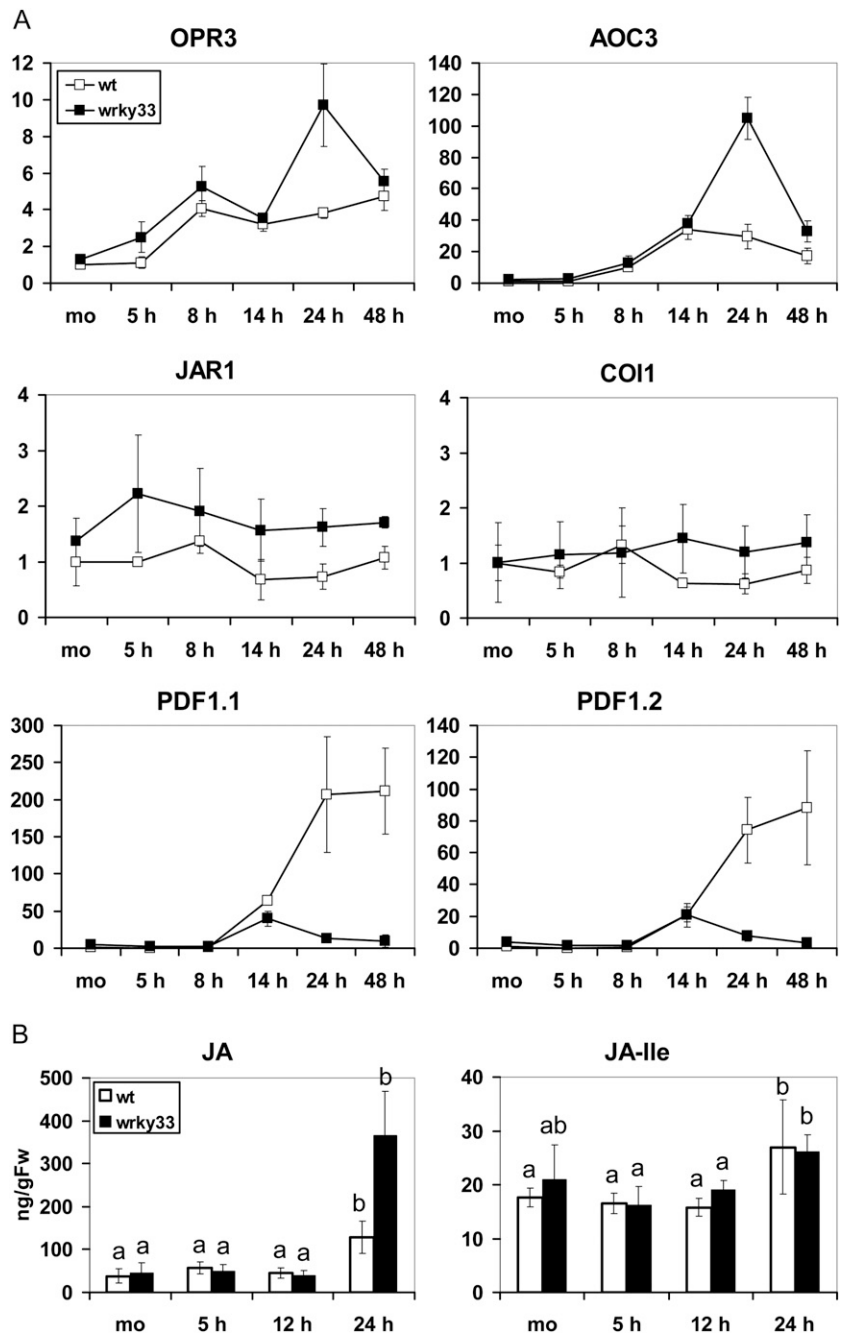 A
OPR3
12
10
8
6
4
2
0
wt
wrky33
mo 5 h 8 h 14 h 24 h 48 h
AOC3
140
120
100
80
60
40
20
0
mo 5 h 8 h 14 h 24 h 48 h
JAR1
4
3
2
1
0
mo 5 h 8 h 14 h 24 h 48 h
COI1
4
3
2
1
0
mo 5 h 8 h 14 h 24 h 48 h
PDF1.1
300
250
200
150
100
50
0
mo 5 h 8 h 14 h 24 h 48 h
PDF1.2
140
120
100
80
60
40
20
0
mo 5 h 8 h 14 h 24 h 48 h
B
JA
ng/gFw
500
400
300
200
100
0
wt
wrky33
a a a a a a b b
mo 5 h 12 h 24 h
JA-Ile
40
30
20
10
0
a ab a a a a b b
mo 5 h 12 h 24 h